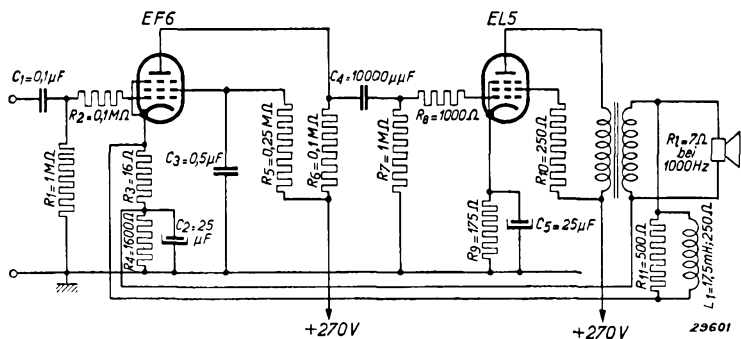 EF6
EL5
C1=0,1µF
R2=0,1MΩ
C4=10000µµF
R8=1000Ω
R1=1MΩ
R3=16Ω
R4=1600Ω
C2=25
µF
C3=0,5µF
R5=0,25MΩ
R6=0,1MΩ
R7=1MΩ
R9=175Ω
C5=25µF
R10=250Ω
Rl=7Ω
bei
1000Hz
R11=500Ω
L1=17,5mH;250Ω
+270V
+270V
29601